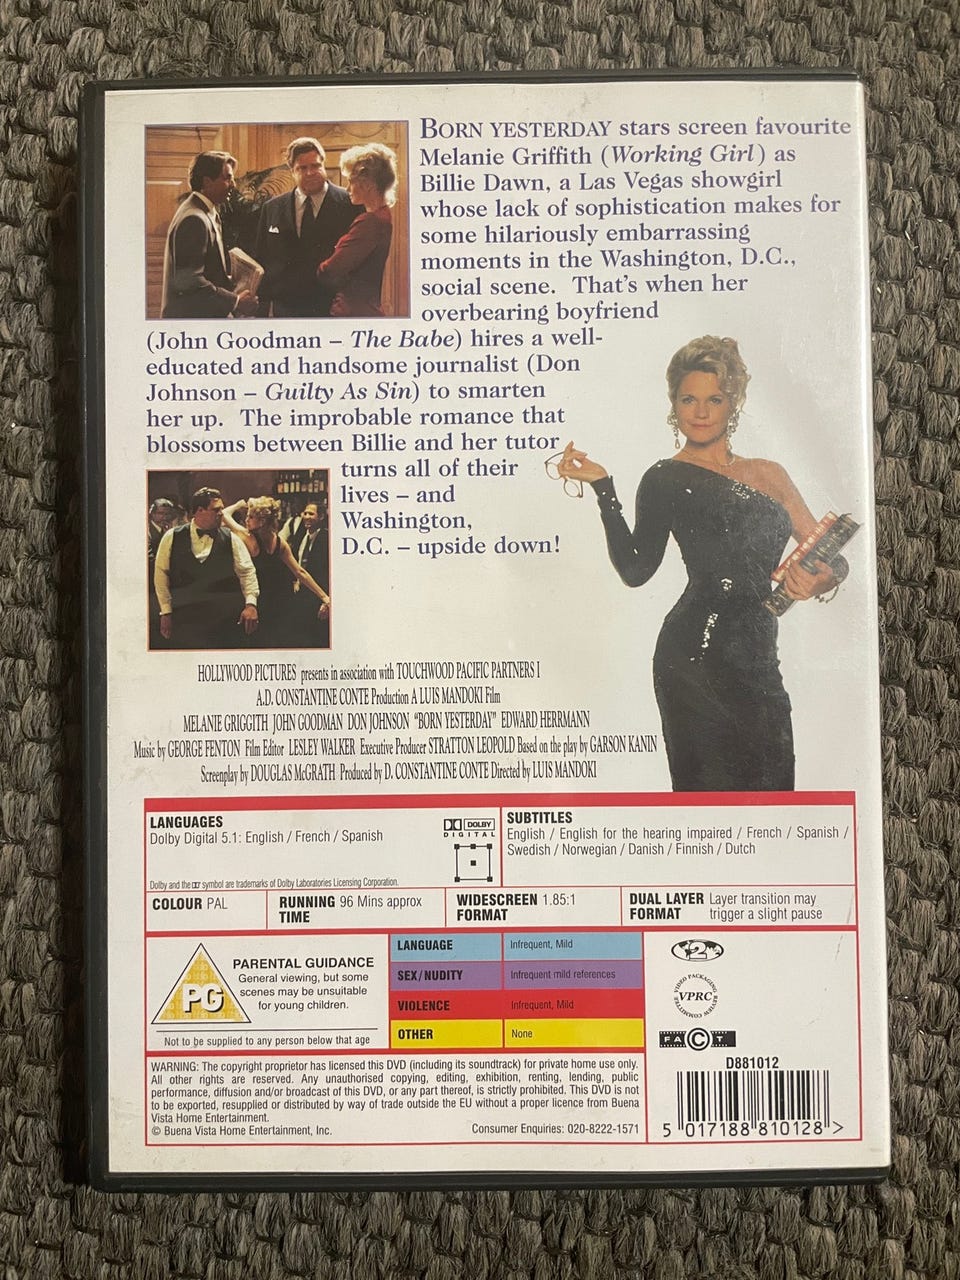 BORN YESTERDAY stars screen favourite
Melanie Griffith (Working Girl) as
Billie Dawn, a Las Vegas showgirl
whose lack of sophistication makes for
some hilariously embarrassing
moments in the Washington, D.C.,
social scene. That's when her
overbearing boyfriend
(John Goodman – The Babe) hires a well-
educated and handsome journalist (Don
Johnson – Guilty As Sin) to smarten
her up. The improbable romance that
blossoms between Billie and her tutor
turns all of their
lives – and
Washington,
D.C. – upside down!
HOLLYWOOD PICTURES presents in association with TOUCHWOOD PACIFIC PARTNERS I
A.D. CONSTANTINE CONTE Production A LUIS MANDOKI Film
MELANIE GRIGGITH JOHN GOODMAN DON JOHNSON "BORN YESTERDAY" EDWARD HERRMANN
Music by GEORGE FENTON Film Editor LESLEY WALKER Executive Producer STRATTON LEOPOLD Based on the play by GARSON KANIN
Screenplay by DOUGLAS McGRATH Produced by D. CONSTANTINE CONTE Directed by LUIS MANDOKI
LANGUAGES
Dolby Digital 5.1: English / French / Spanish
DOLBY
DIGITAL
Dolby and the symbol are trademarks of Dolby Laboratories Licensing Corporation.
SUBTITLES
English / English for the hearing impaired / French / Spanish /
Swedish / Norwegian / Danish / Finnish / Dutch
COLOUR PAL
RUNNING TIME 96 Mins approx
WIDESCREEN FORMAT 1.85:1
DUAL LAYER FORMAT Layer transition may
trigger a slight pause
PG
PARENTAL GUIDANCE
General viewing, but some
scenes may be unsuitable
for young children.
Not to be supplied to any person below that age
LANGUAGE Infrequent, Mild
SEX/NUDITY Infrequent mild references
VIOLENCE Infrequent, Mild
OTHER None
2
VIDEO PACKAGING REVIEW COMMITTEE
VPRC
FACT
WARNING: The copyright proprietor has licensed this DVD (including its soundtrack) for private home use only.
All other rights are reserved. Any unauthorised copying, editing, exhibition, renting, lending, public
performance, diffusion and/or broadcast of this DVD, or any part thereof, is strictly prohibited. This DVD is not
to be exported, resupplied or distributed by way of trade outside the EU without a proper licence from Buena
Vista Home Entertainment.
© Buena Vista Home Entertainment, Inc.
Consumer Enquiries: 020-8222-1571
D881012
5 017188 810128 >